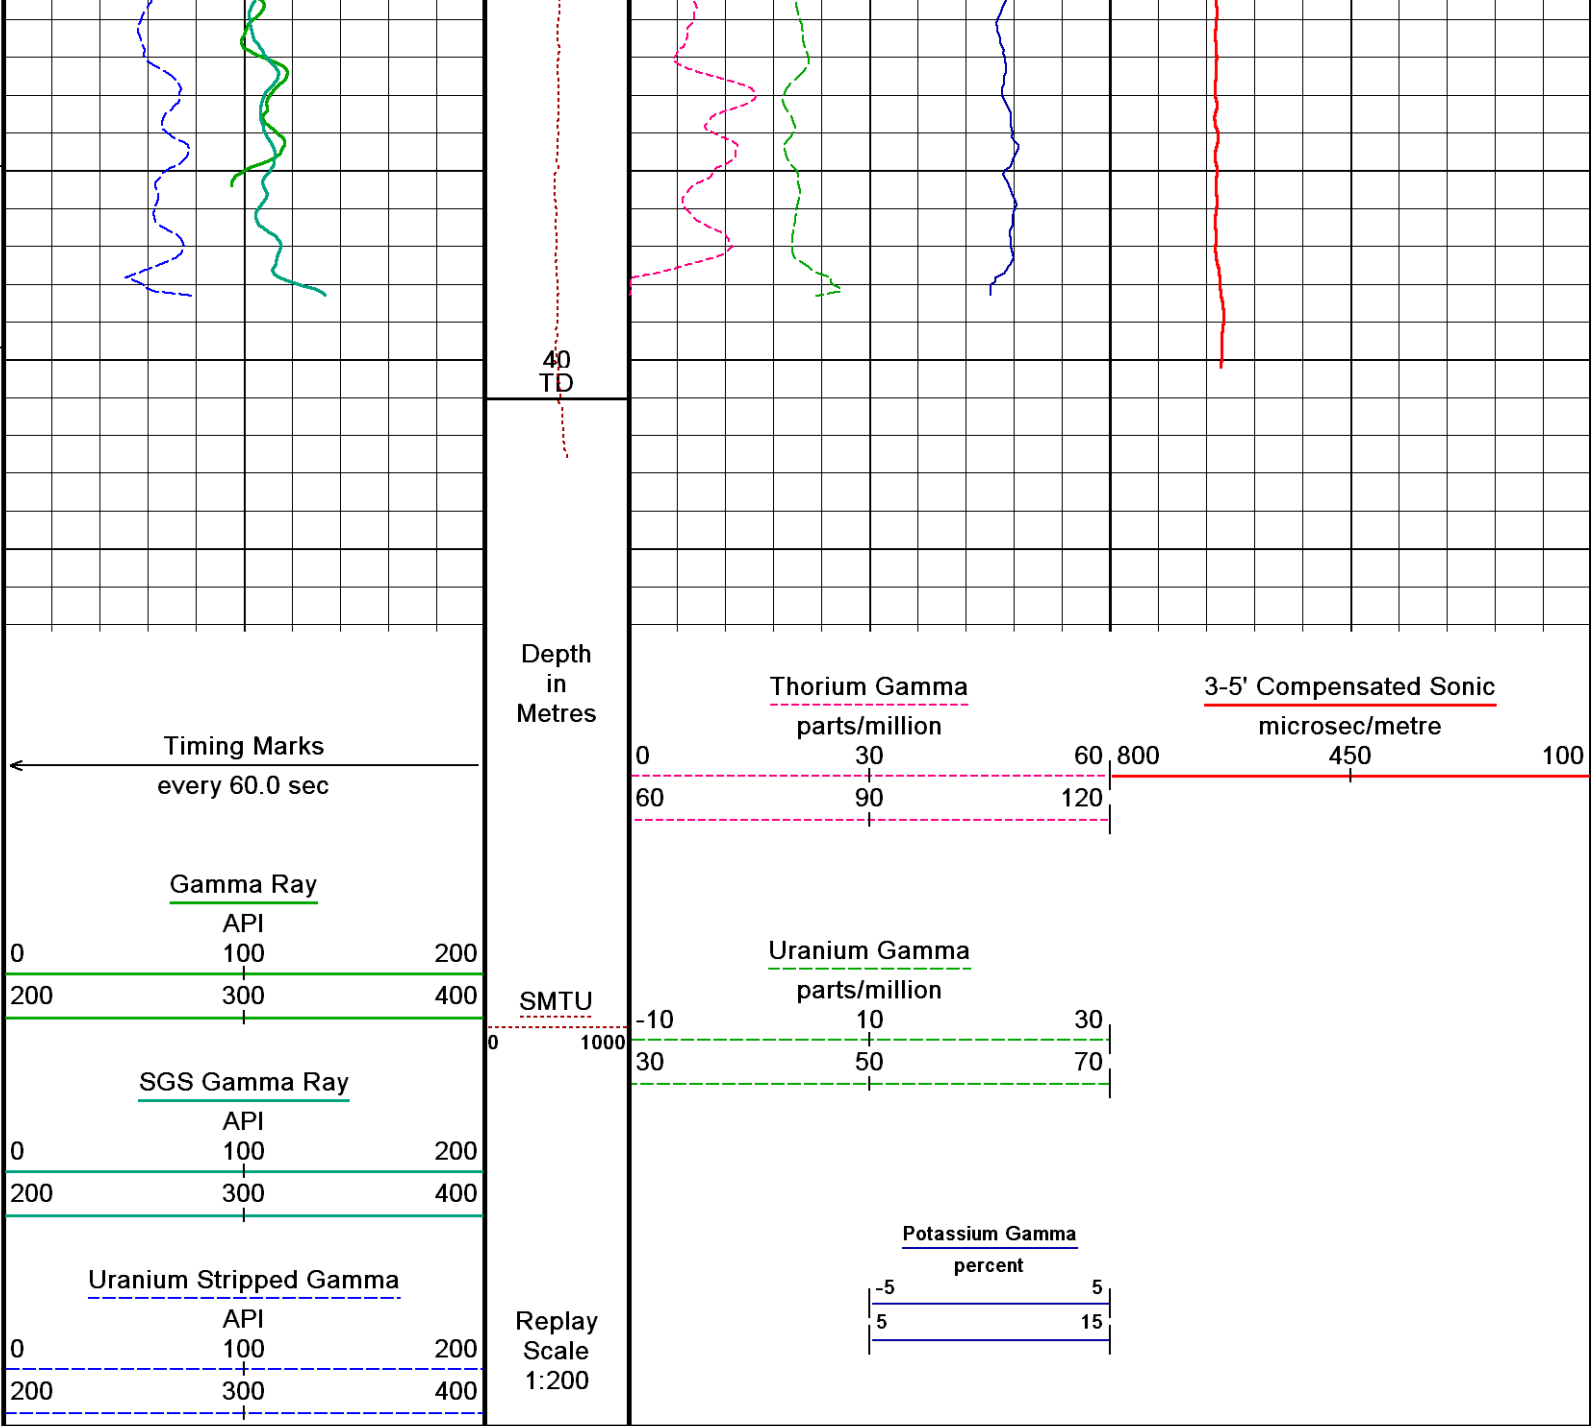 40
TD
Depth
in
Metres
Timing Marks
every 60.0 sec
Gamma Ray
API
0 100 200
200 300 400
SGS Gamma Ray
API
0 100 200
200 300 400
Uranium Stripped Gamma
API
0 100 200
200 300 400
SMTU
0 1000
Replay
Scale
1:200
Thorium Gamma
parts/million
0 30 60
60 90 120
Uranium Gamma
parts/million
-10 10 30
30 50 70
Potassium Gamma
percent
-5 5
5 15
3-5' Compensated Sonic
microsec/metre
800 450 100